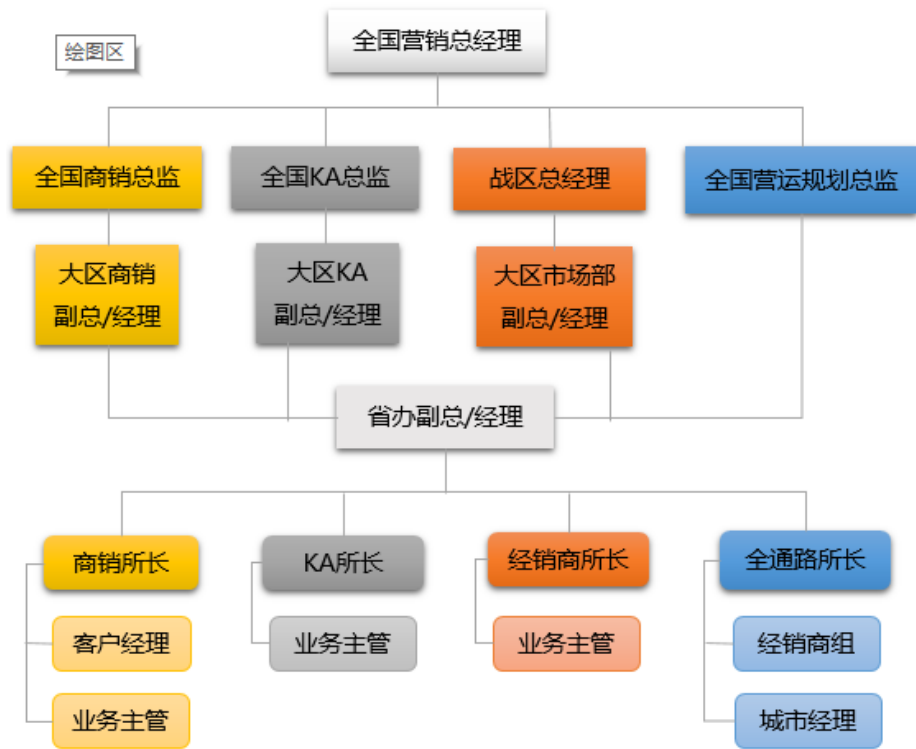 全国营销总经理
绘图区
全国商销总监
全国KA总监
战区总经理
全国营运规划总监
大区商销
副总/经理
大区KA
副总/经理
大区市场部
副总/经理
省办副总/经理
商销所长
KA所长
经销商所长
全通路所长
客户经理
业务主管
业务主管
经销商组
业务主管
城市经理